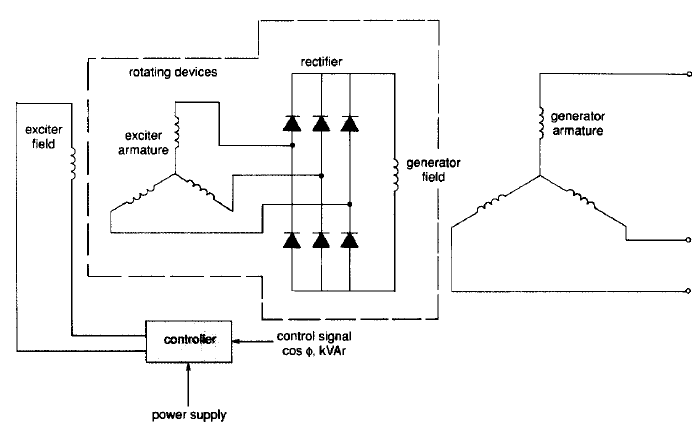 rotating devices
rectifier
exciter
field
exciter
armature
generator
field
generator
armature
controller
control signal
cos ϕ, kVAr
power supply